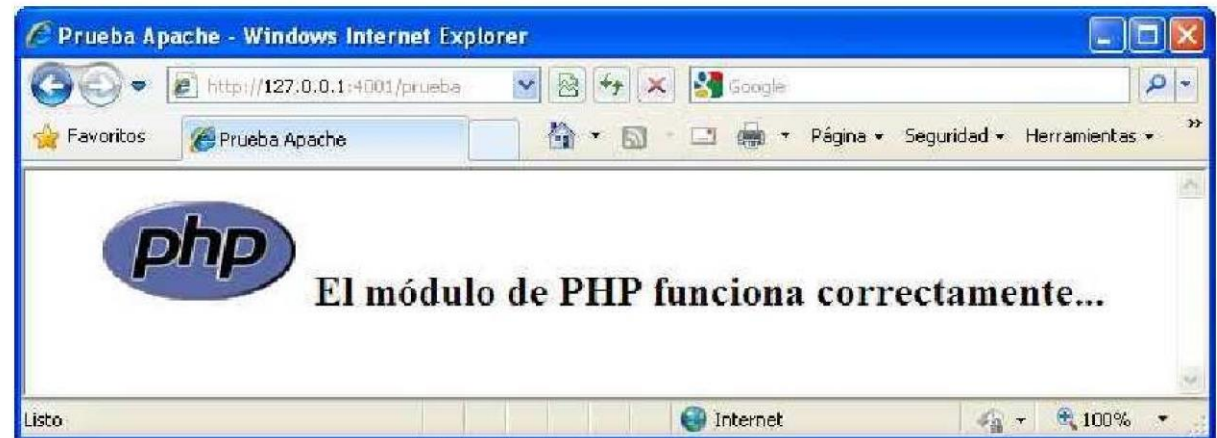 Prueba Apache - Windows Internet Explorer
http://127.0.0.1:4001/prueba
Google
Favoritos
Prueba Apache
Página
Seguridad
Herramientas
php
El módulo de PHP funciona correctamente...
Listo
Internet
100%